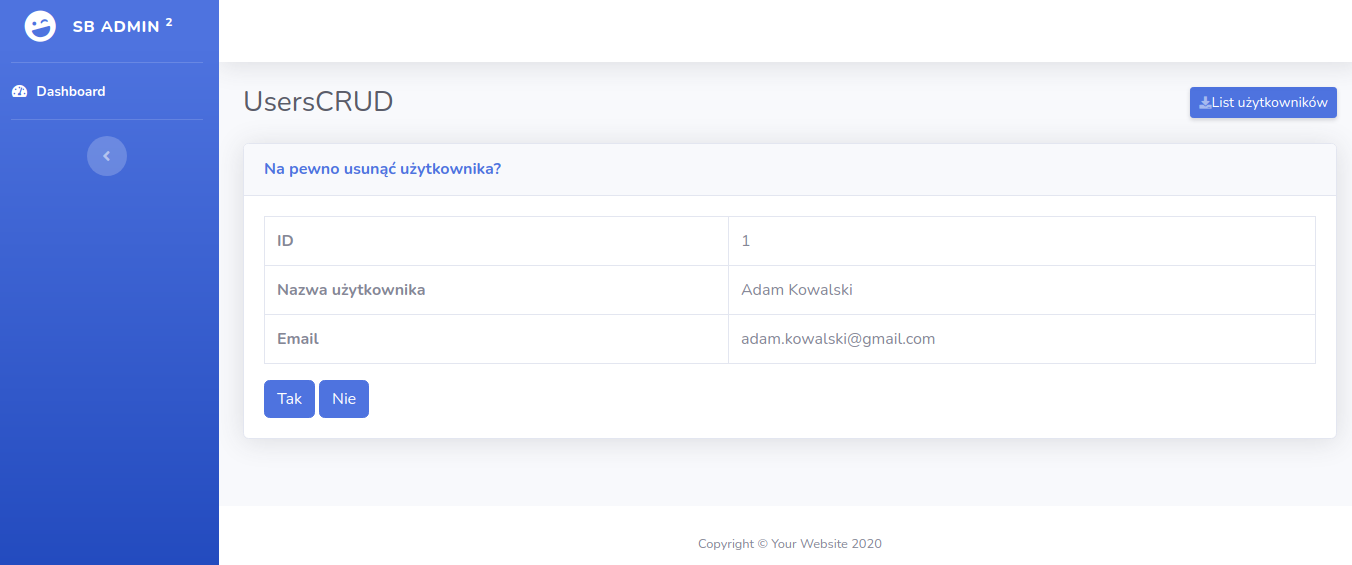 SB ADMIN 2
Dashboard
UsersCRUD
List użytkowników
Na pewno usunąć użytkownika?
ID 1
Nazwa użytkownika Adam Kowalski
Email adam.kowalski@gmail.com
Tak Nie
Copyright © Your Website 2020